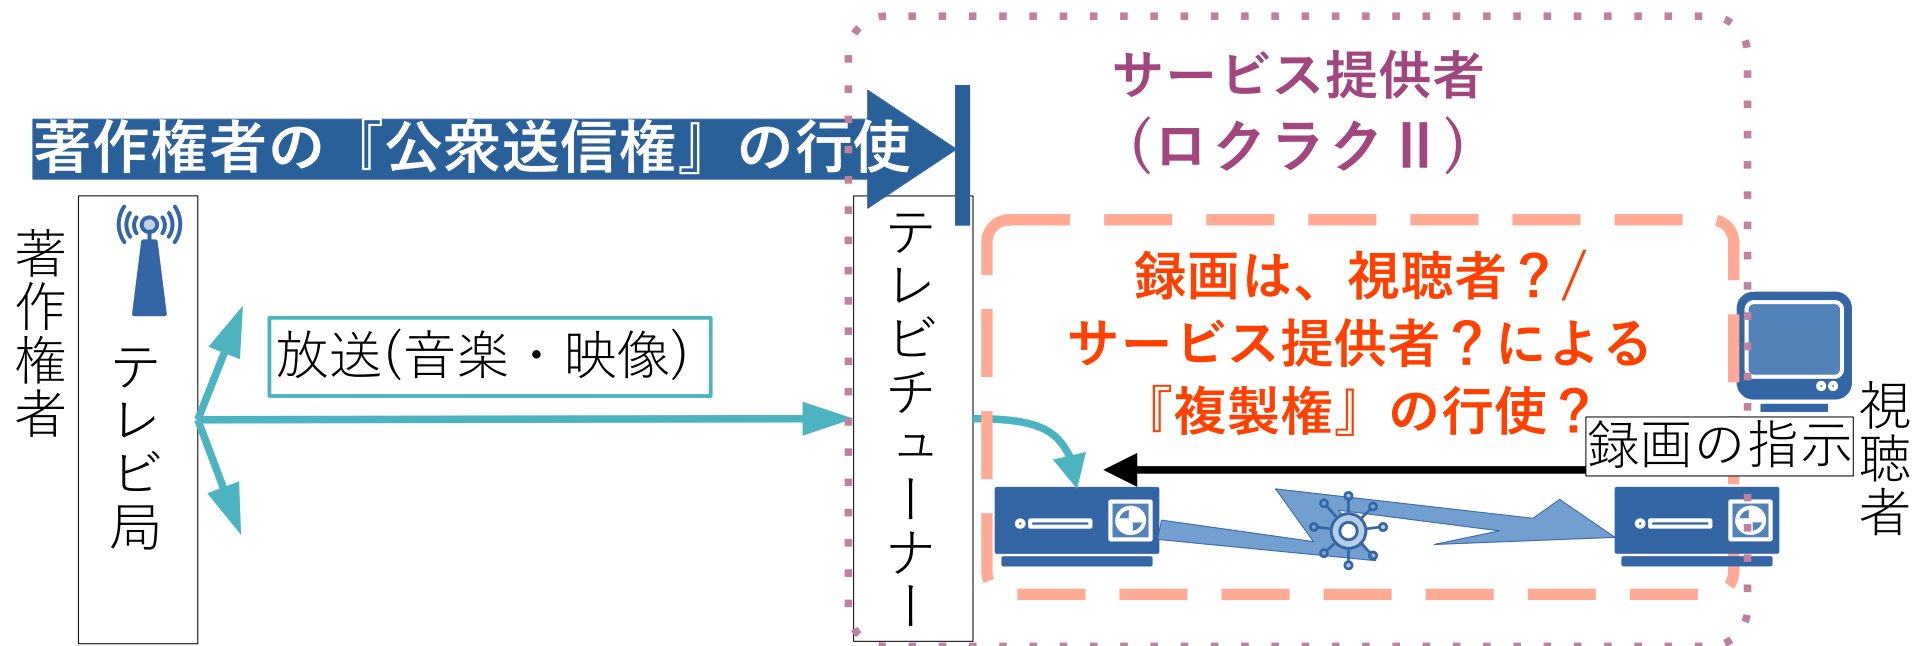 サービス提供者
(ロクラクⅡ)
著作権者の『公衆送信権』の行使
著作権者
テレビ局
放送(音楽・映像)
テレビチューナー
録画は、視聴者？/
サービス提供者？による
『複製権』の行使？
録画の指示
視聴者